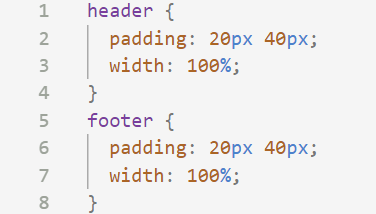 1 header {
2   padding: 20px 40px;
3   width: 100%;
4 }
5 footer {
6   padding: 20px 40px;
7   width: 100%;
8 }